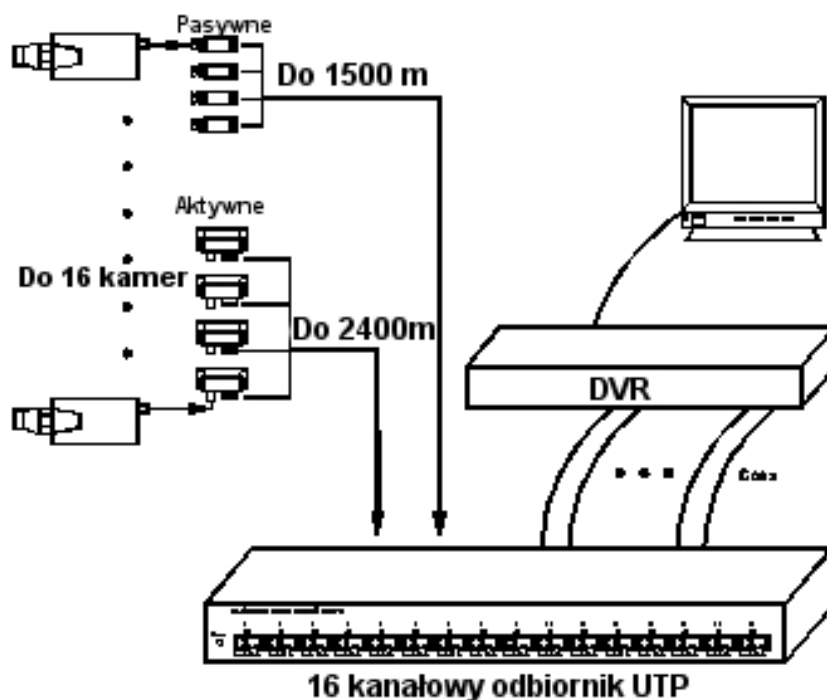 Pasywne
Do 1500 m
Aktywne
Do 16 kamer
Do 2400m
DVR
16 kanałowy odbiornik UTP